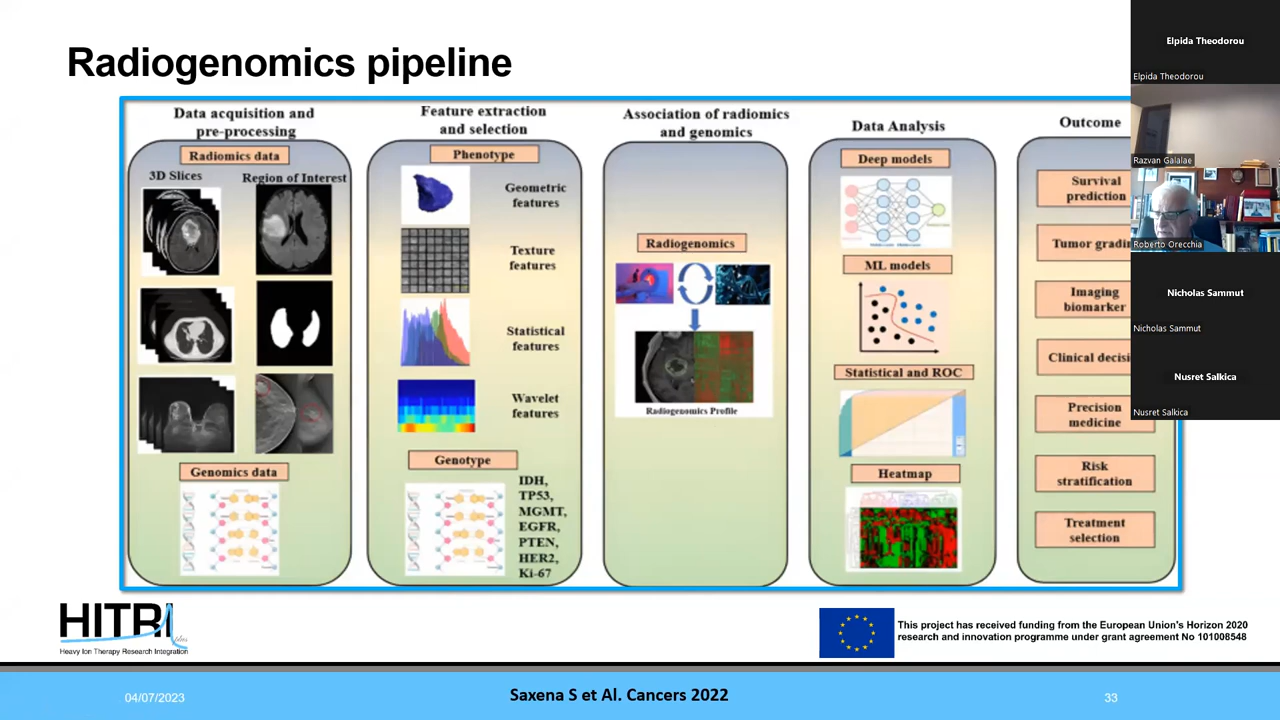 Radiogenomics pipeline
Data acquisition and
pre-processing
Radiomics data
3D Slices
Region of Interest
Genomics data
Feature extraction
and selection
Phenotype
Geometric
features
Texture
features
Statistical
features
Wavelet
features
Genotype
IDH,
TP53,
MGMT,
EGFR,
PTEN,
HER2,
Ki-67
Association of radiomics
and genomics
Radiogenomics
Radiogenomics Profile
Data Analysis
Deep models
ML models
Statistical and ROC
Heatmap
Outcome
Survival
prediction
Tumor gradin
Imaging
biomarker
Clinical decisi
Precision
medicine
Risk
stratification
Treatment
selection
Elpida Theodorou
Elpida Theodorou
Razvan Galalae
Roberto Orecchia
Nicholas Sammut
Nicholas Sammut
Nusret Salkica
Nusret Salkica
HITRI plus
Heavy Ion Therapy Research Integration
This project has received funding from the European Union's Horizon 2020
research and innovation programme under grant agreement No 101008548
04/07/2023
Saxena S et Al. Cancers 2022
33